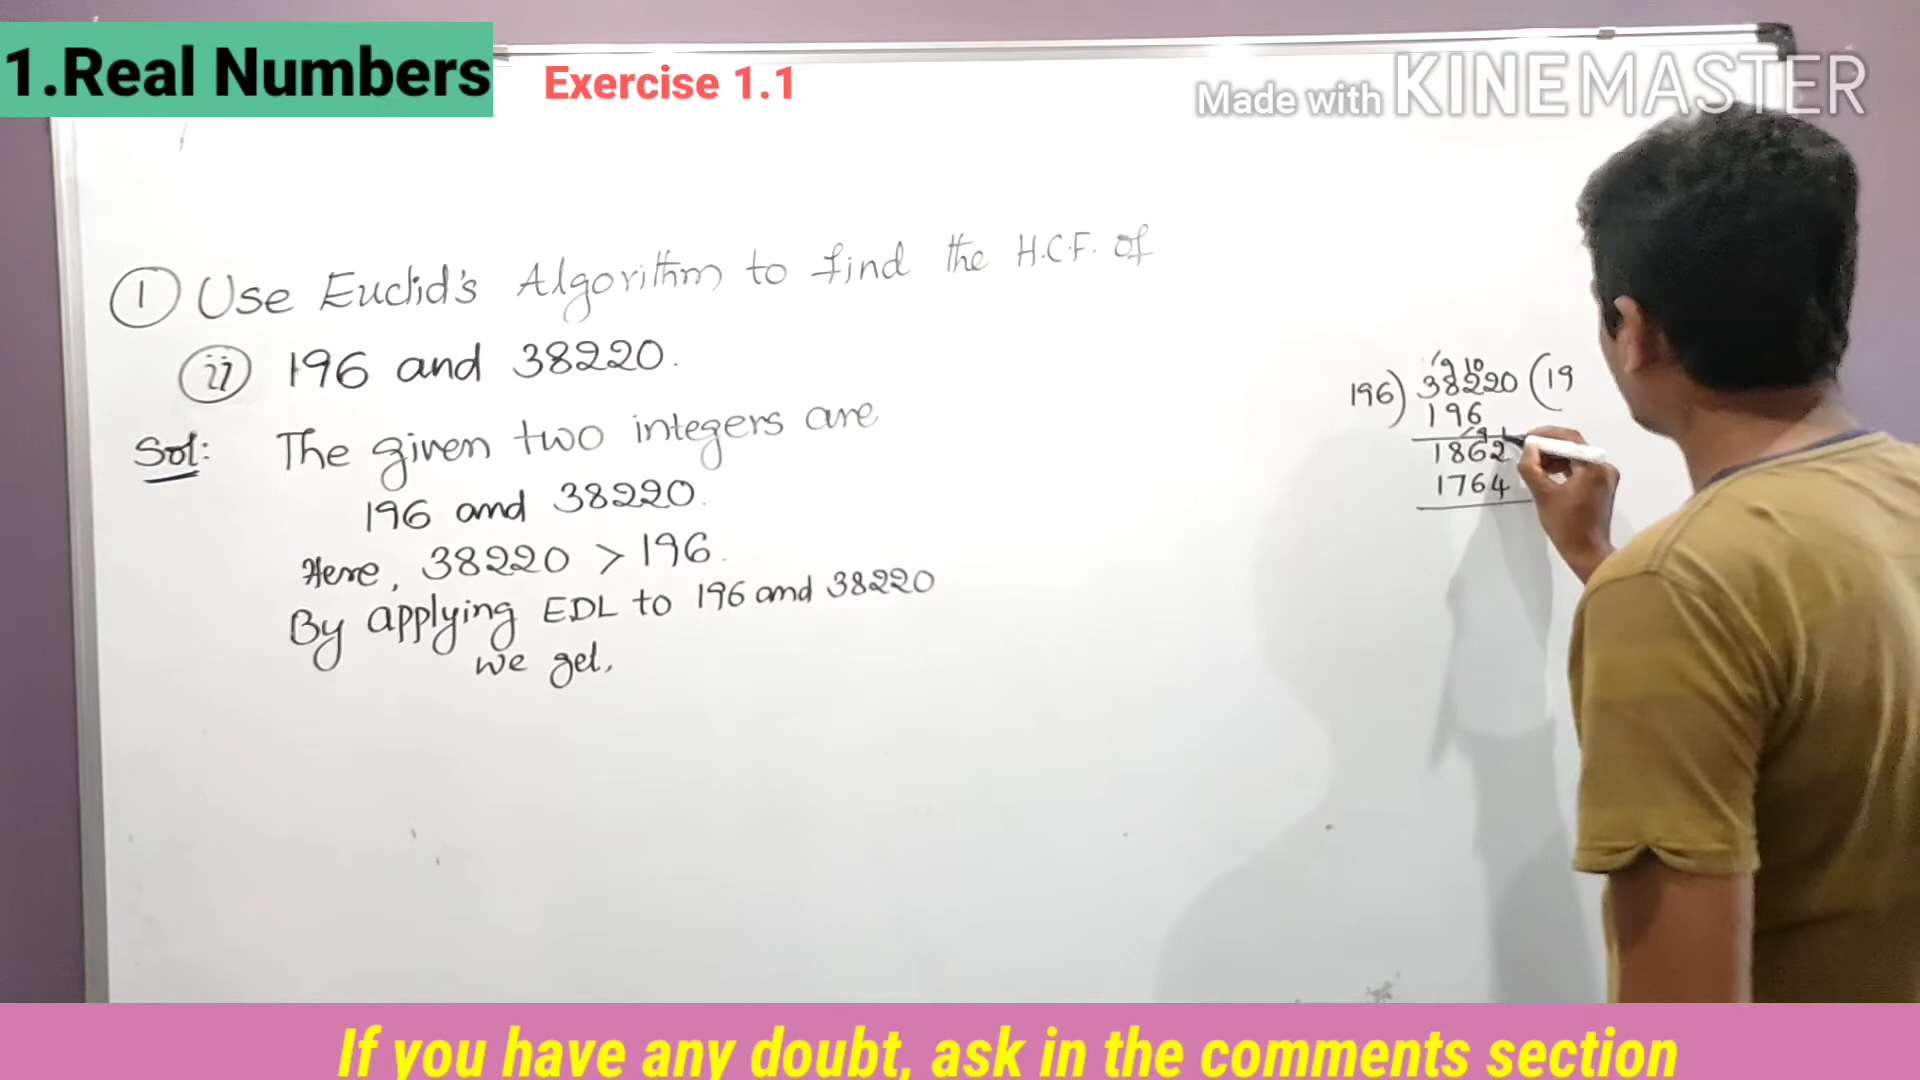 1.Real Numbers
Exercise 1.1
Made with KINEMASTER
1 Use Euclid's Algorithm to find the H.C.F. of
ii 196 and 38220.
Sol: The given two integers are
196 and 38220.
Here, 38220 > 196.
By applying EDL to 196 and 38220
we get,
9 10
196) 38220 (19
196
1862
1764
If you have any doubt, ask in the comments section